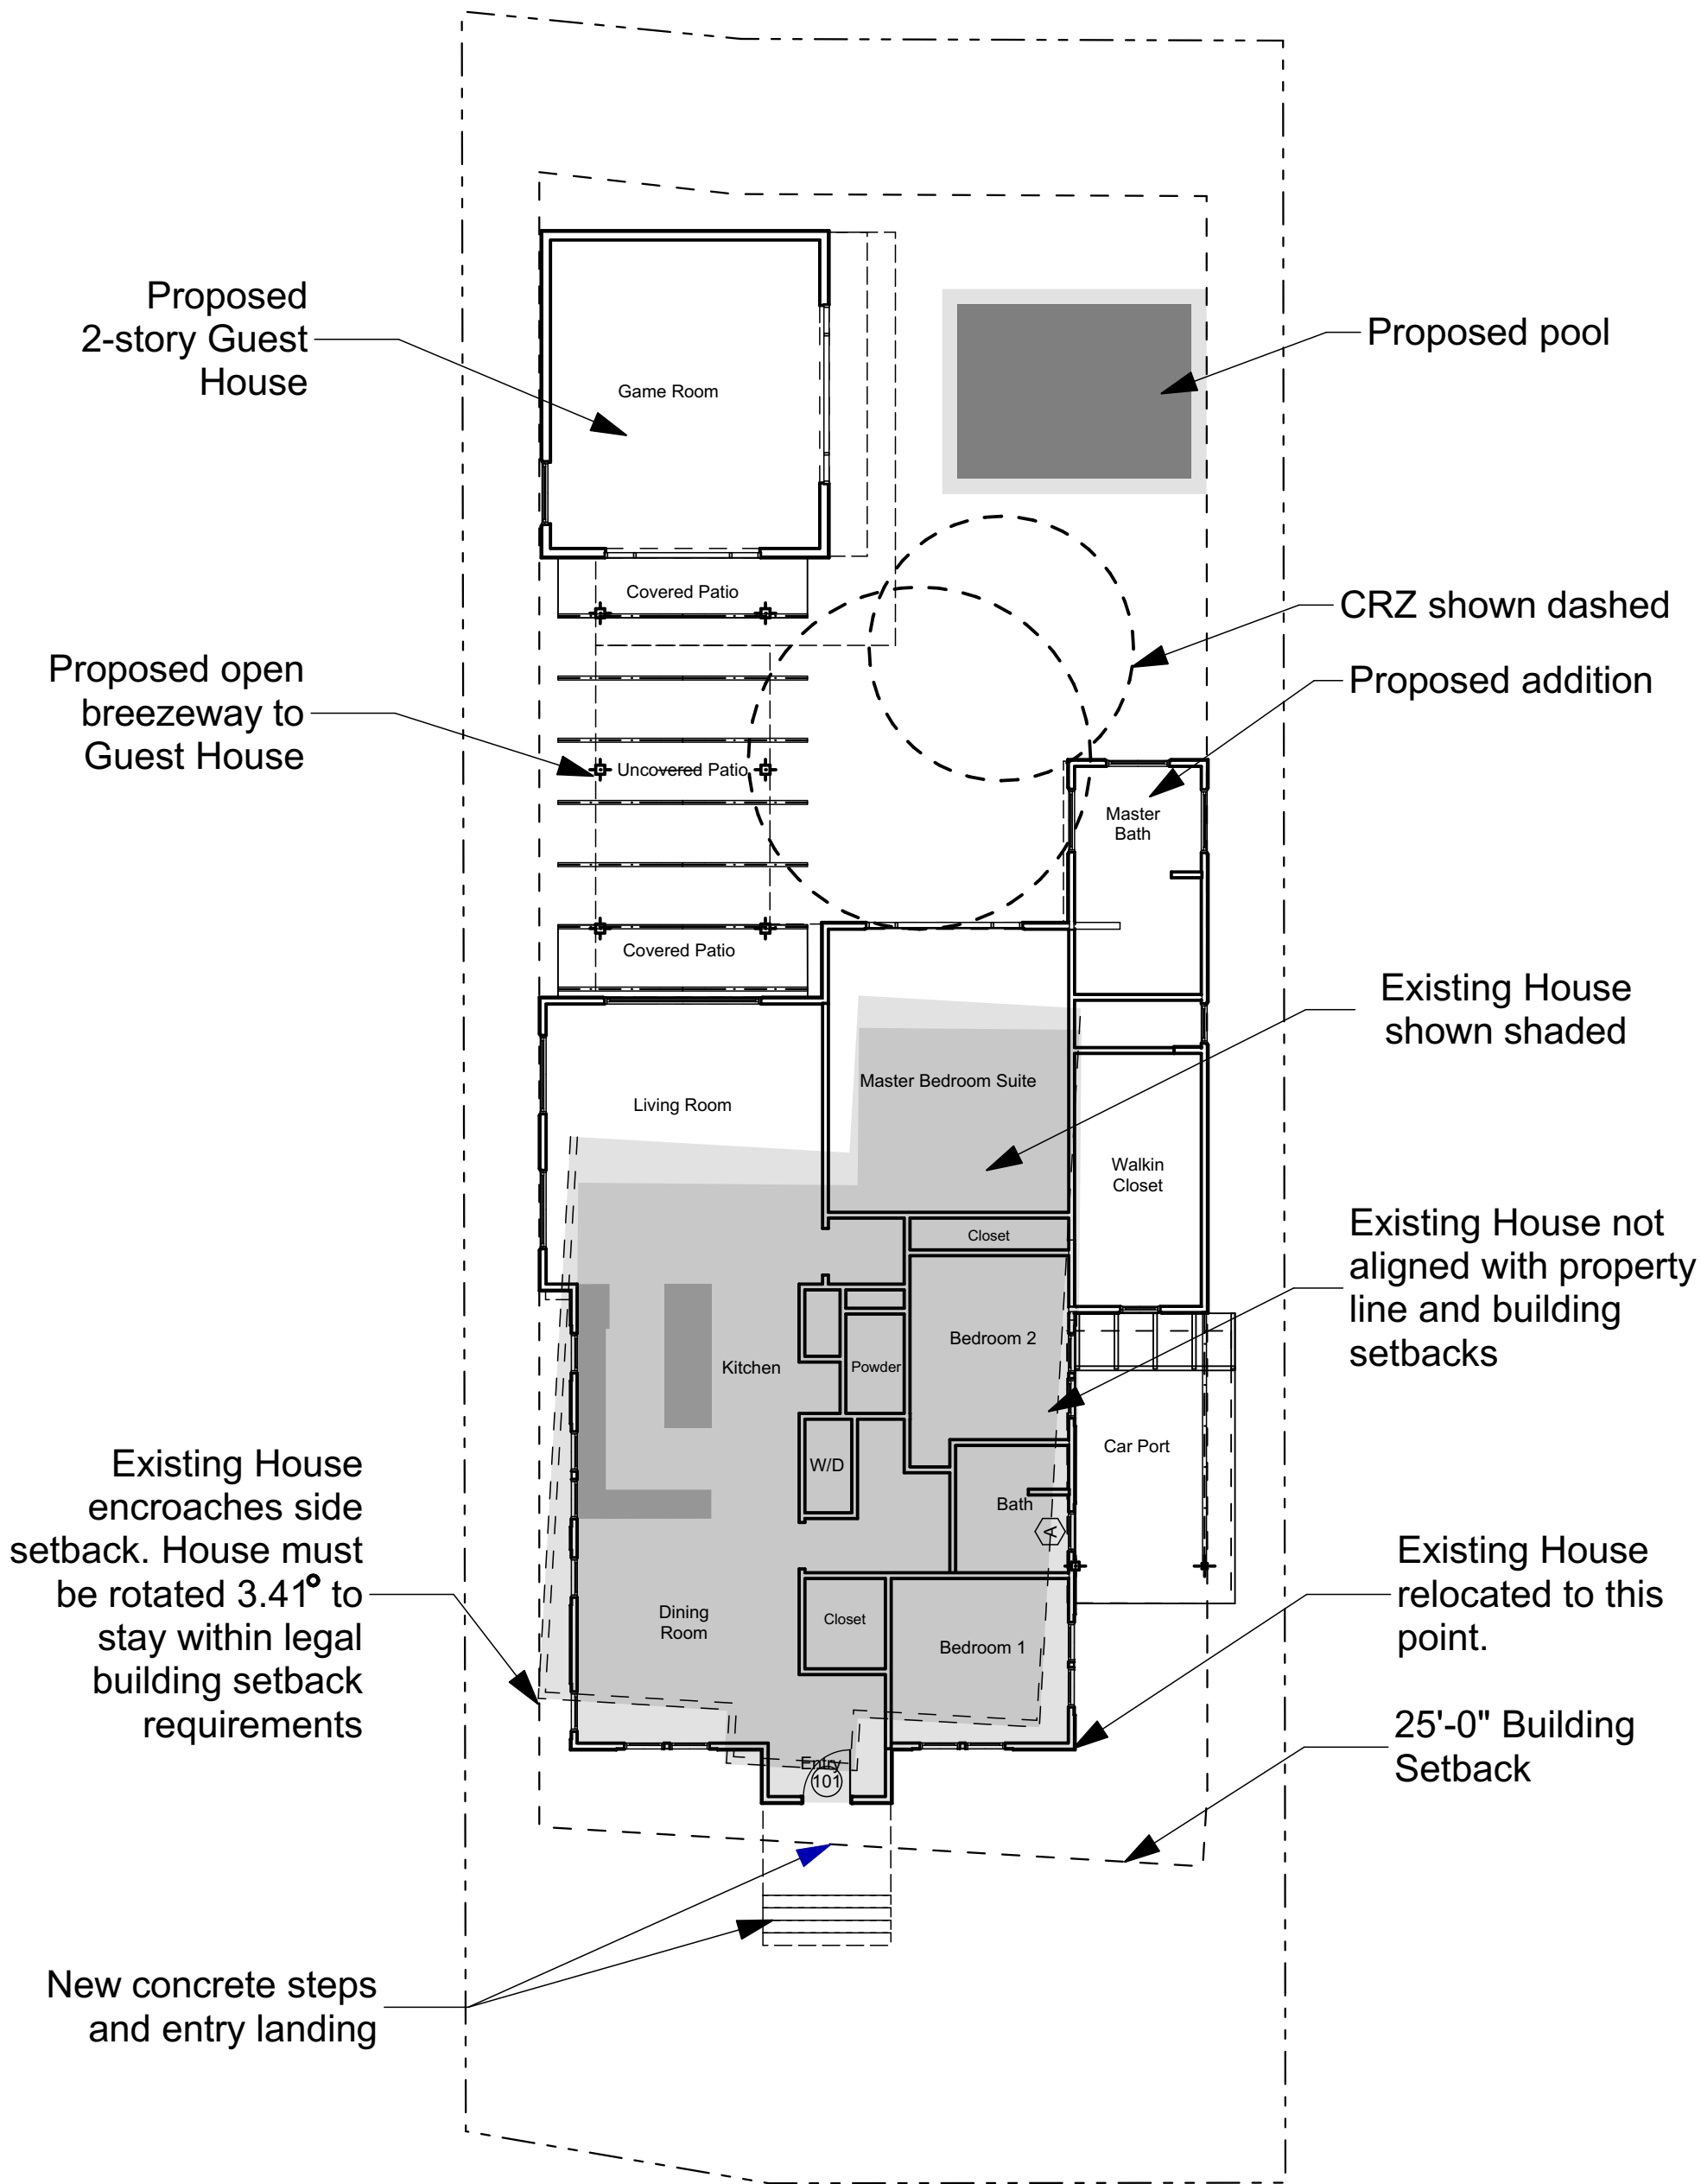 Proposed
2-story Guest
House
Game Room
Proposed pool
Covered Patio
CRZ shown dashed
Proposed open
breezeway to
Guest House
Proposed addition
Uncovered Patio
Master
Bath
Covered Patio
Existing House
shown shaded
Master Bedroom Suite
Living Room
Walkin
Closet
Closet
Existing House not
aligned with property
line and building
setbacks
Bedroom 2
Kitchen
Powder
Car Port
W/D
Bath
A
Existing House
encroaches side
setback. House must
be rotated 3.41° to
stay within legal
building setback
requirements
Existing House
relocated to this
point.
Dining
Room
Closet
Bedroom 1
25'-0" Building
Setback
Entry
101
New concrete steps
and entry landing